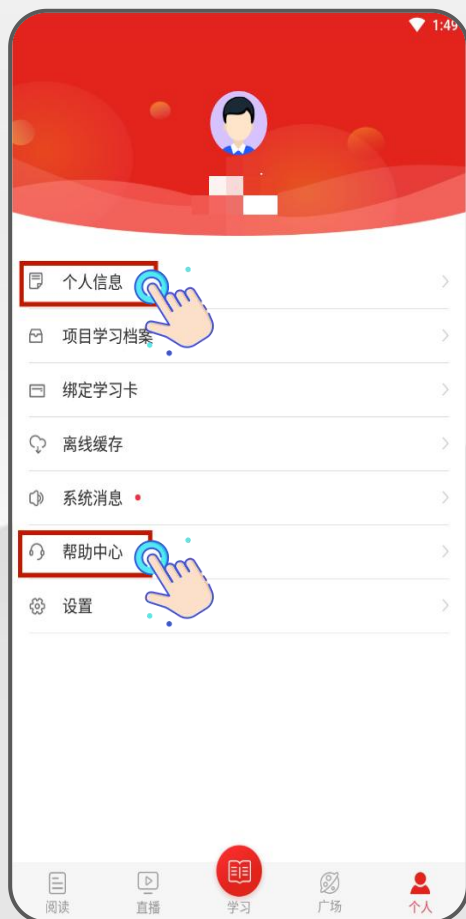 1:49
个人信息
项目学习档案
绑定学习卡
离线缓存
系统消息
帮助中心
设置
阅读
直播
学习
广场
个人